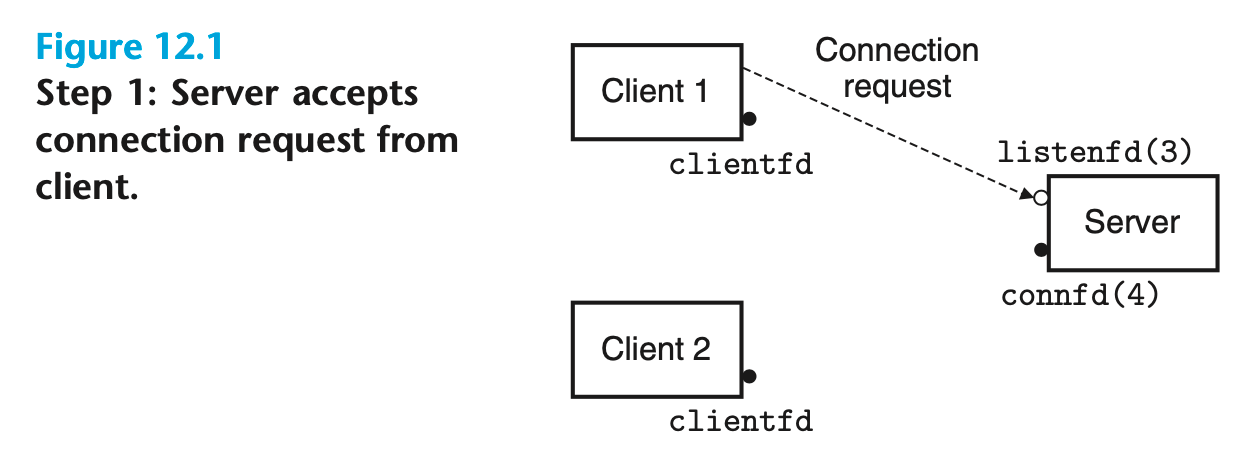 Figure 12.1
Step 1: Server accepts
connection request from
client.
Client 1
clientfd
Connection
request
listenfd(3)
Server
connfd(4)
Client 2
clientfd